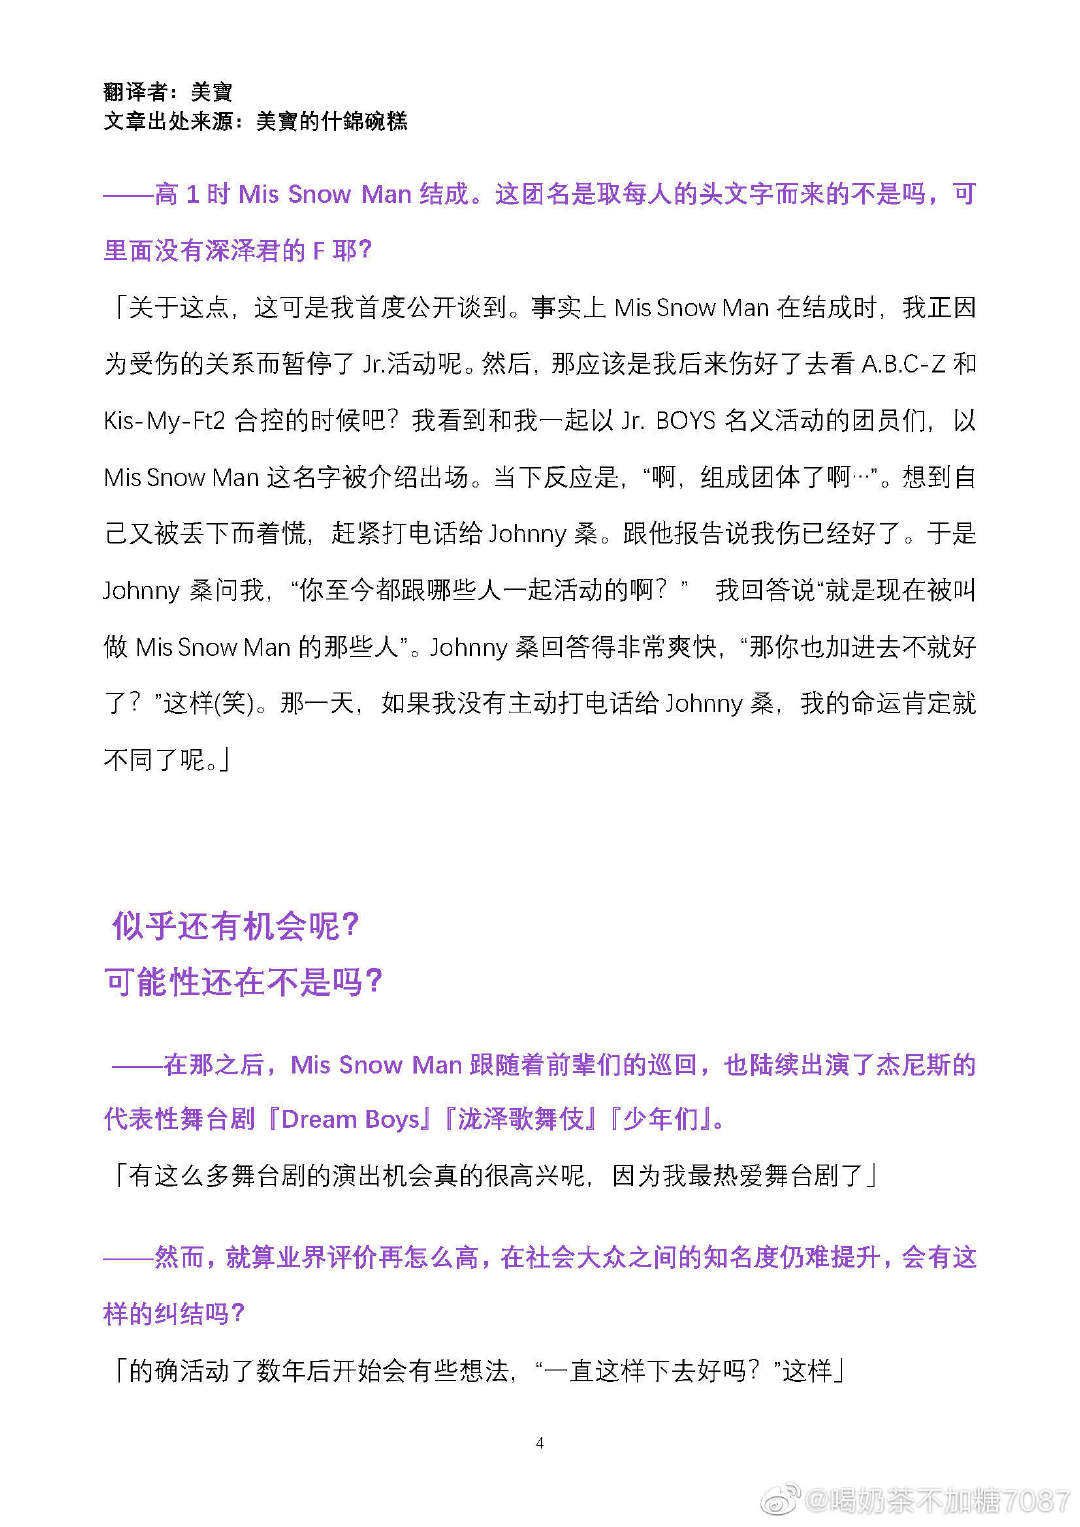 翻译者：美寶
文章出处来源：美寶的什錦碗糕
——高 1 时 Mis Snow Man 结成。这团名是取每人的头文字而来的不是吗，可
里面没有深泽君的 F 耶？
「关于这点，这可是我首度公开谈到。事实上 Mis Snow Man 在结成时，我正因
为受伤的关系而暂停了 Jr.活动呢。然后，那应该是我后来伤好了去看 A.B.C-Z 和
Kis-My-Ft2 合控的时候吧？我看到和我一起以 Jr. BOYS 名义活动的团员们，以
Mis Snow Man 这名字被介绍出场。当下反应是，“啊，组成团体了啊…”。想到自
己又被丢下而着慌，赶紧打电话给 Johnny 桑。跟他报告说我伤已经好了。于是
Johnny 桑问我，“你至今都跟哪些人一起活动的啊？” 我回答说“就是现在被叫
做 Mis Snow Man 的那些人”。Johnny 桑回答得非常爽快，“那你也加进去不就好
了？”这样(笑)。那一天，如果我没有主动打电话给 Johnny 桑，我的命运肯定就
不同了呢。」
似乎还有机会呢？
可能性还在不是吗？
——在那之后，Mis Snow Man 跟随着前辈们的巡回，也陆续出演了杰尼斯的
代表性舞台剧『Dream Boys』『泷泽歌舞伎』『少年们』。
「有这么多舞台剧的演出机会真的很高兴呢，因为我最热爱舞台剧了」
——然而，就算业界评价再怎么高，在社会大众之间的知名度仍难提升，会有这
样的纠结吗？
「的确活动了数年后开始会有些想法，“一直这样下去好吗？”这样」
4
@喝奶茶不加糖7087